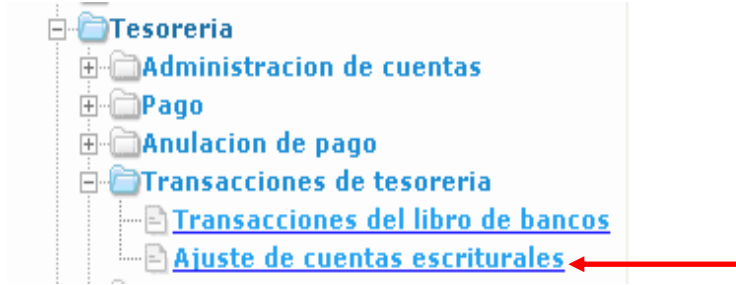 Tesoreria
Administracion de cuentas
Pago
Anulacion de pago
Transacciones de tesoreria
Transacciones del libro de bancos
Ajuste de cuentas escriturales